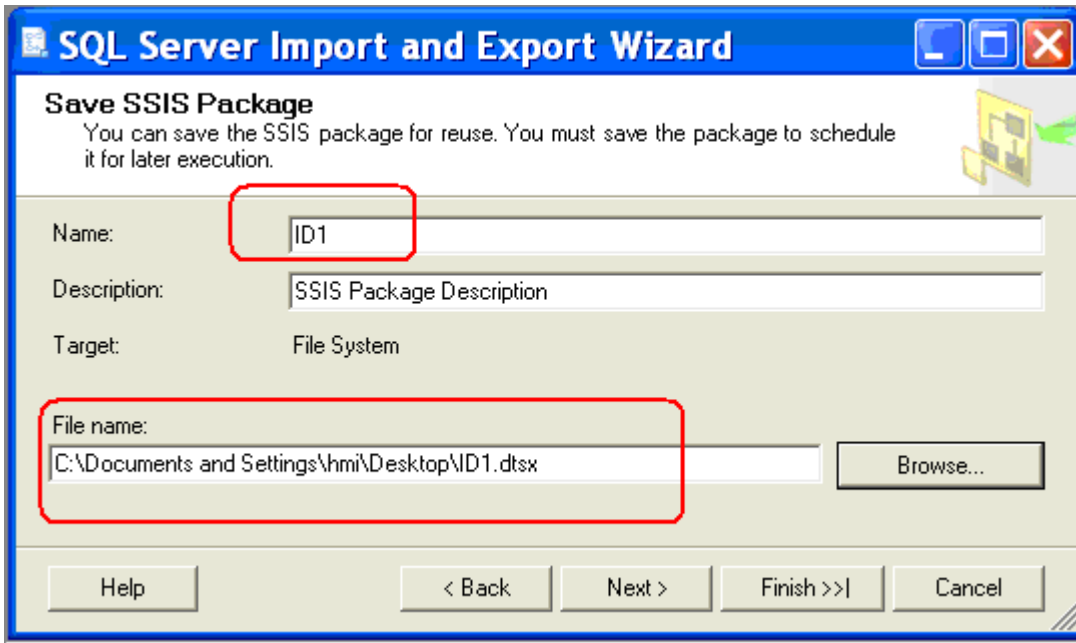 SQL Server Import and Export Wizard
Save SSIS Package
You can save the SSIS package for reuse. You must save the package to schedule
it for later execution.
Name: ID1
Description: SSIS Package Description
Target: File System
File name:
C:\Documents and Settings\hmi\Desktop\ID1.dtsx Browse...
Help < Back Next > Finish >>| Cancel